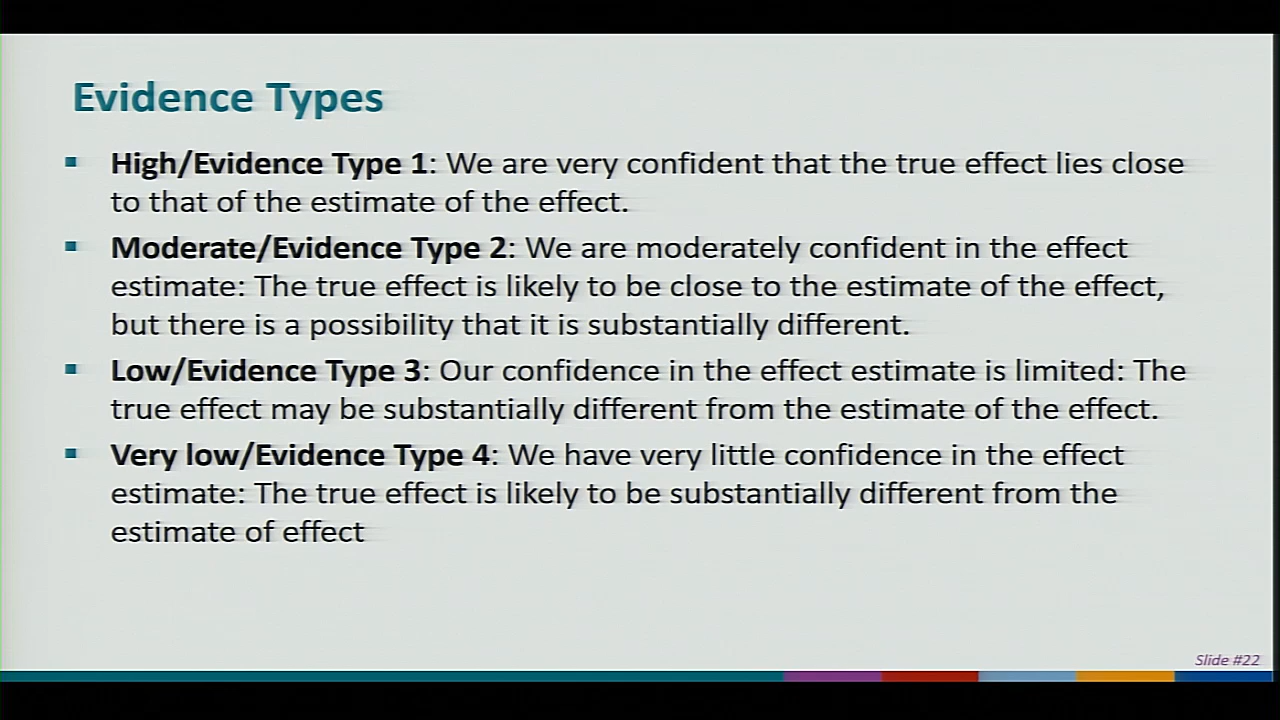 Evidence Types
High/Evidence Type 1: We are very confident that the true effect lies close
to that of the estimate of the effect.
Moderate/Evidence Type 2: We are moderately confident in the effect
estimate: The true effect is likely to be close to the estimate of the effect,
but there is a possibility that it is substantially different.
Low/Evidence Type 3: Our confidence in the effect estimate is limited: The
true effect may be substantially different from the estimate of the effect.
Very low/Evidence Type 4: We have very little confidence in the effect
estimate: The true effect is likely to be substantially different from the
estimate of effect
Slide #22